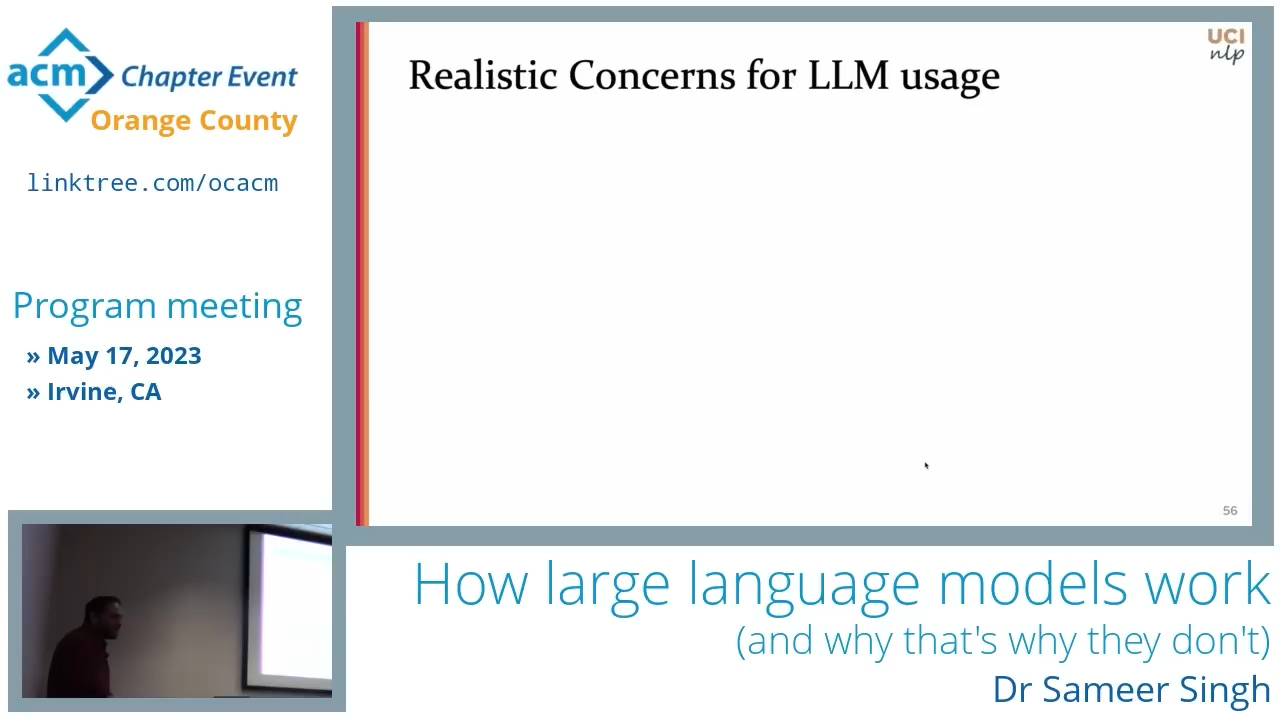 acm Chapter Event
Orange County
linktree.com/ocacm
Program meeting
» May 17, 2023
» Irvine, CA
UCI
nlp
Realistic Concerns for LLM usage
56
How large language models work
(and why that's why they don't)
Dr Sameer Singh